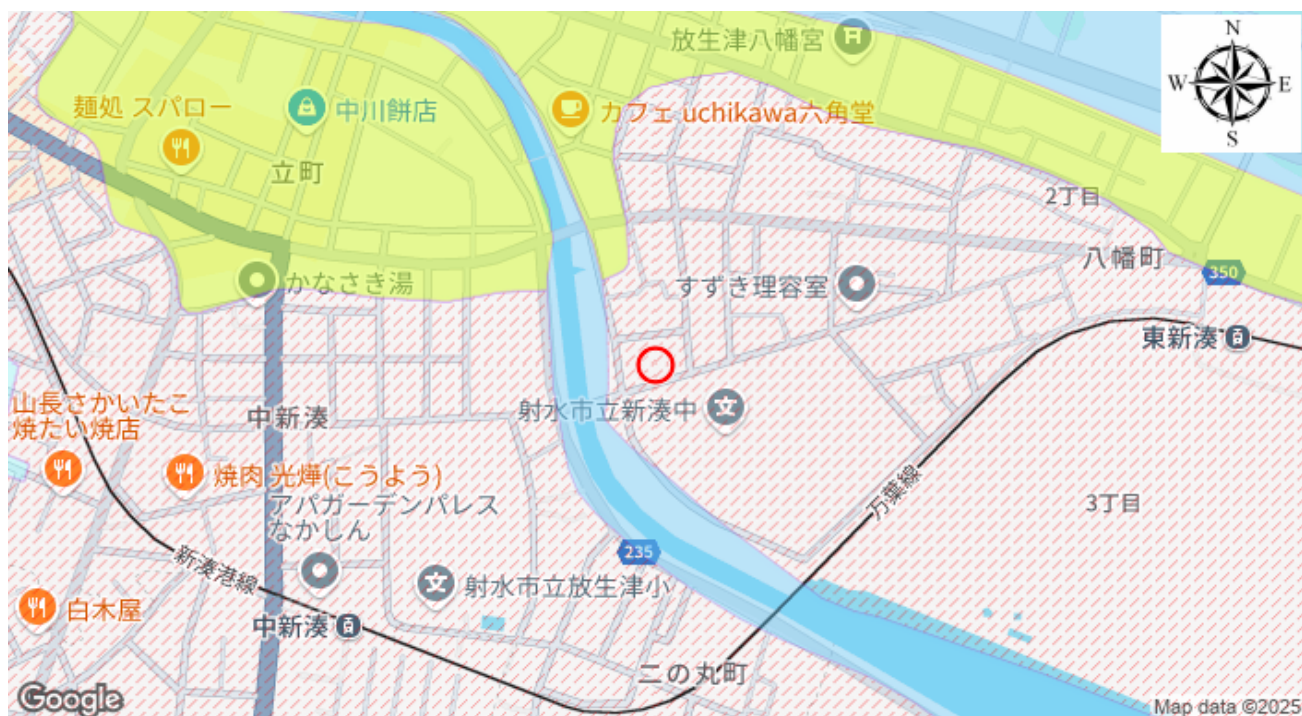 放生津八幡宮
N
W
E
S
麺処 スパロー
中川餅店
カフェ uchikawa六角堂
立町
2丁目
八幡町
350
かなさき湯
すずき理容室
東新湊
山長さかいたこ
焼たい焼店
中新湊
射水市立新湊中
焼肉 光燁(こうよう)
アパガーデンパレス
なかしん
万葉線
3丁目
新湊港線
235
射水市立放生津小
白木屋
中新湊
二の丸町
Google
Map data ©2025